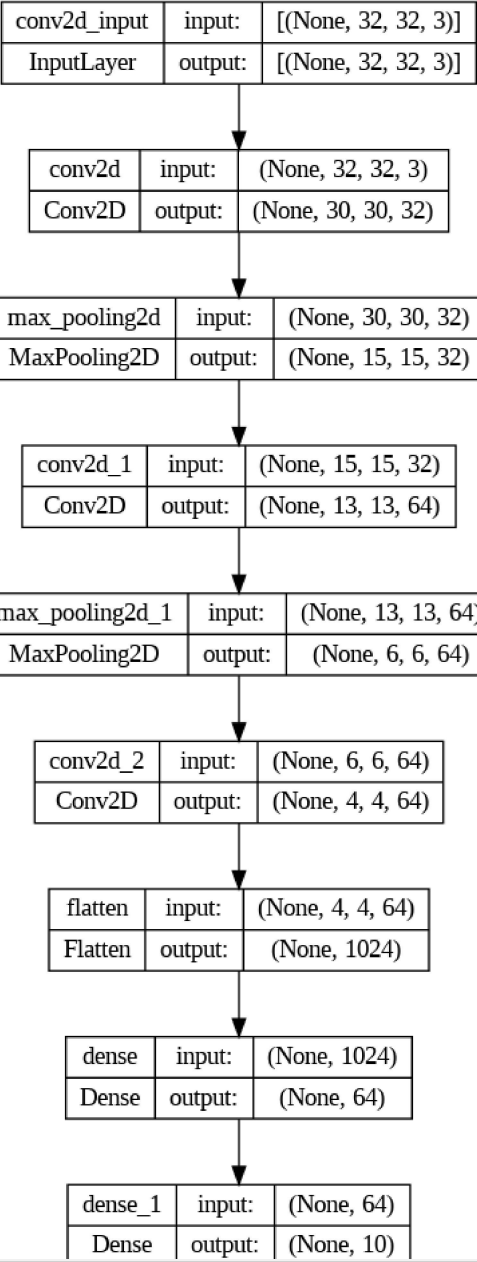 conv2d_input input: [(None, 32, 32, 3)]
InputLayer output: [(None, 32, 32, 3)]
conv2d input: (None, 32, 32, 3)
Conv2D output: (None, 30, 30, 32)
max_pooling2d input: (None, 30, 30, 32)
MaxPooling2D output: (None, 15, 15, 32)
conv2d_1 input: (None, 15, 15, 32)
Conv2D output: (None, 13, 13, 64)
max_pooling2d_1 input: (None, 13, 13, 64)
MaxPooling2D output: (None, 6, 6, 64)
conv2d_2 input: (None, 6, 6, 64)
Conv2D output: (None, 4, 4, 64)
flatten input: (None, 4, 4, 64)
Flatten output: (None, 1024)
dense input: (None, 1024)
Dense output: (None, 64)
dense_1 input: (None, 64)
Dense output: (None, 10)